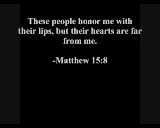 These people honor me with
their lips, but their hearts are far
from me.
-Matthew 15:8